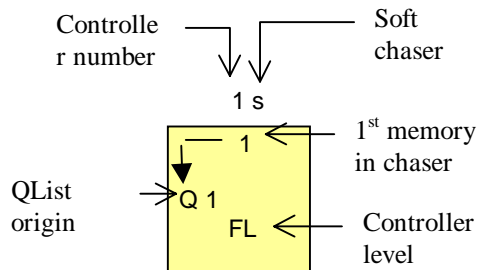 Controlle
r number
Soft
chaser
1 s
1
1st memory
in chaser
QList
origin
Q 1
FL
Controller
level